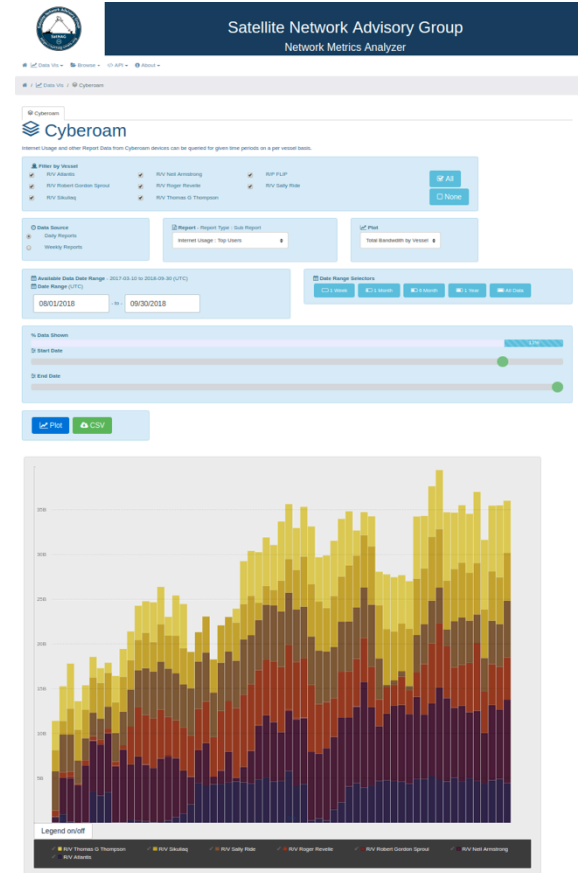 Satellite Network Advisory Group
Network Metrics Analyzer
Data Vis Browse API About
/ Data Vis / Cyberoam
Cyberoam
Cyberoam
Internet Usage and other Report Data from Cyberoam devices can be queried for given time periods on a per vessel basis.
Filter by Vessel
R/V Atlantis R/V Neil Armstrong R/P FLIP
R/V Robert Gordon Sproul R/V Roger Revelle R/V Sally Ride
R/V Sikuliaq R/V Thomas G Thompson
All
None
Data Source
Daily Reports
Weekly Reports
Report - Report Type : Sub Report
Internet Usage : Top Users
Plot
Total Bandwidth by Vessel
Available Data Date Range - 2017-03-10 to 2018-09-30 (UTC)
Date Range (UTC)
08/01/2018 - to - 09/30/2018
Date Range Selectors
1 Week 1 Month 6 Month 1 Year All Data
% Data Shown
Start Date
End Date
Plot CSV
35B
30B
25B
20B
15B
10B
5B
Legend on/off
R/V Thomas G Thompson R/V Sikuliaq R/V Sally Ride R/V Roger Revelle R/V Robert Gordon Sproul R/V Neil Armstrong
R/V Atlantis